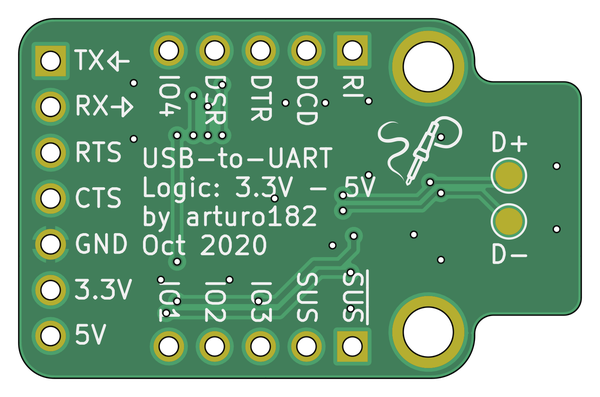 TX
RX
RTS
CTS
GND
3.3V
5V
IO4
DSR
DTR
DCD
RI
USB-to-UART
Logic: 3.3V - 5V
by arturo182
Oct 2020
IO1
IO2
IO3
SUS
SUS
D+
D-